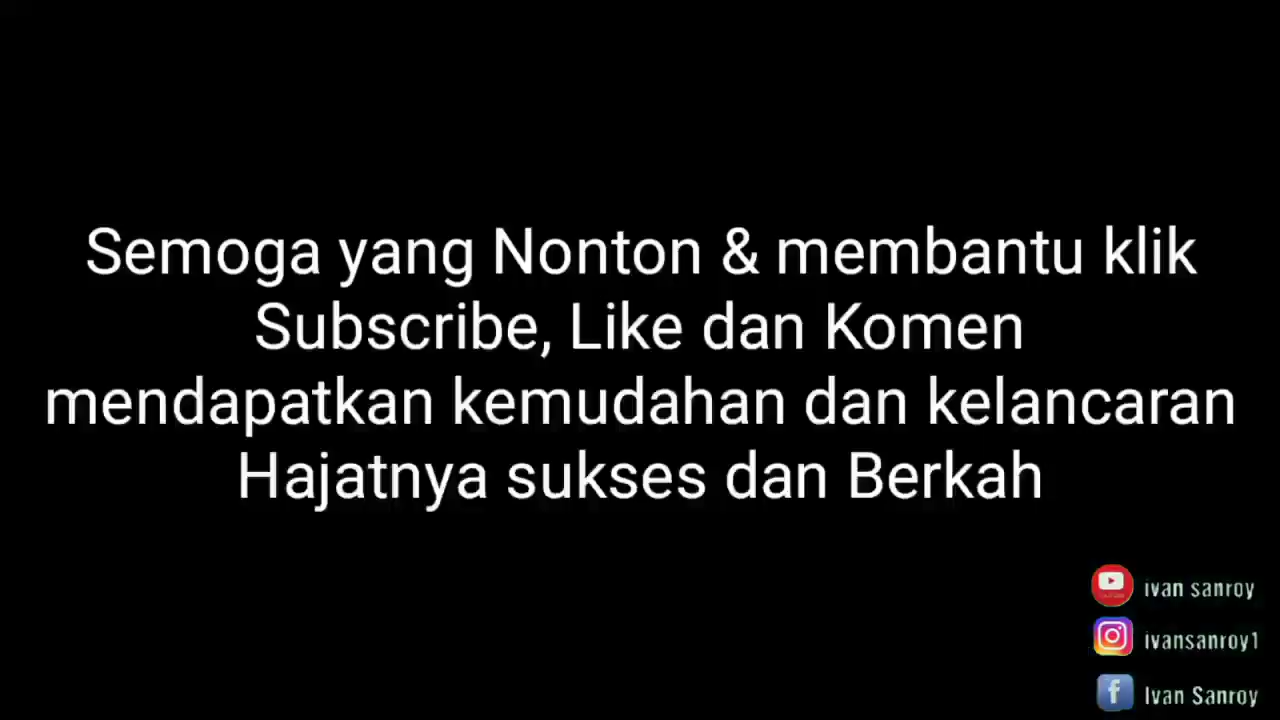 Semoga yang Nonton & membantu klik
Subscribe, Like dan Komen
mendapatkan kemudahan dan kelancaran
Hajatnya sukses dan Berkah
ivan sanroy
ivansanroy1
Ivan Sanroy